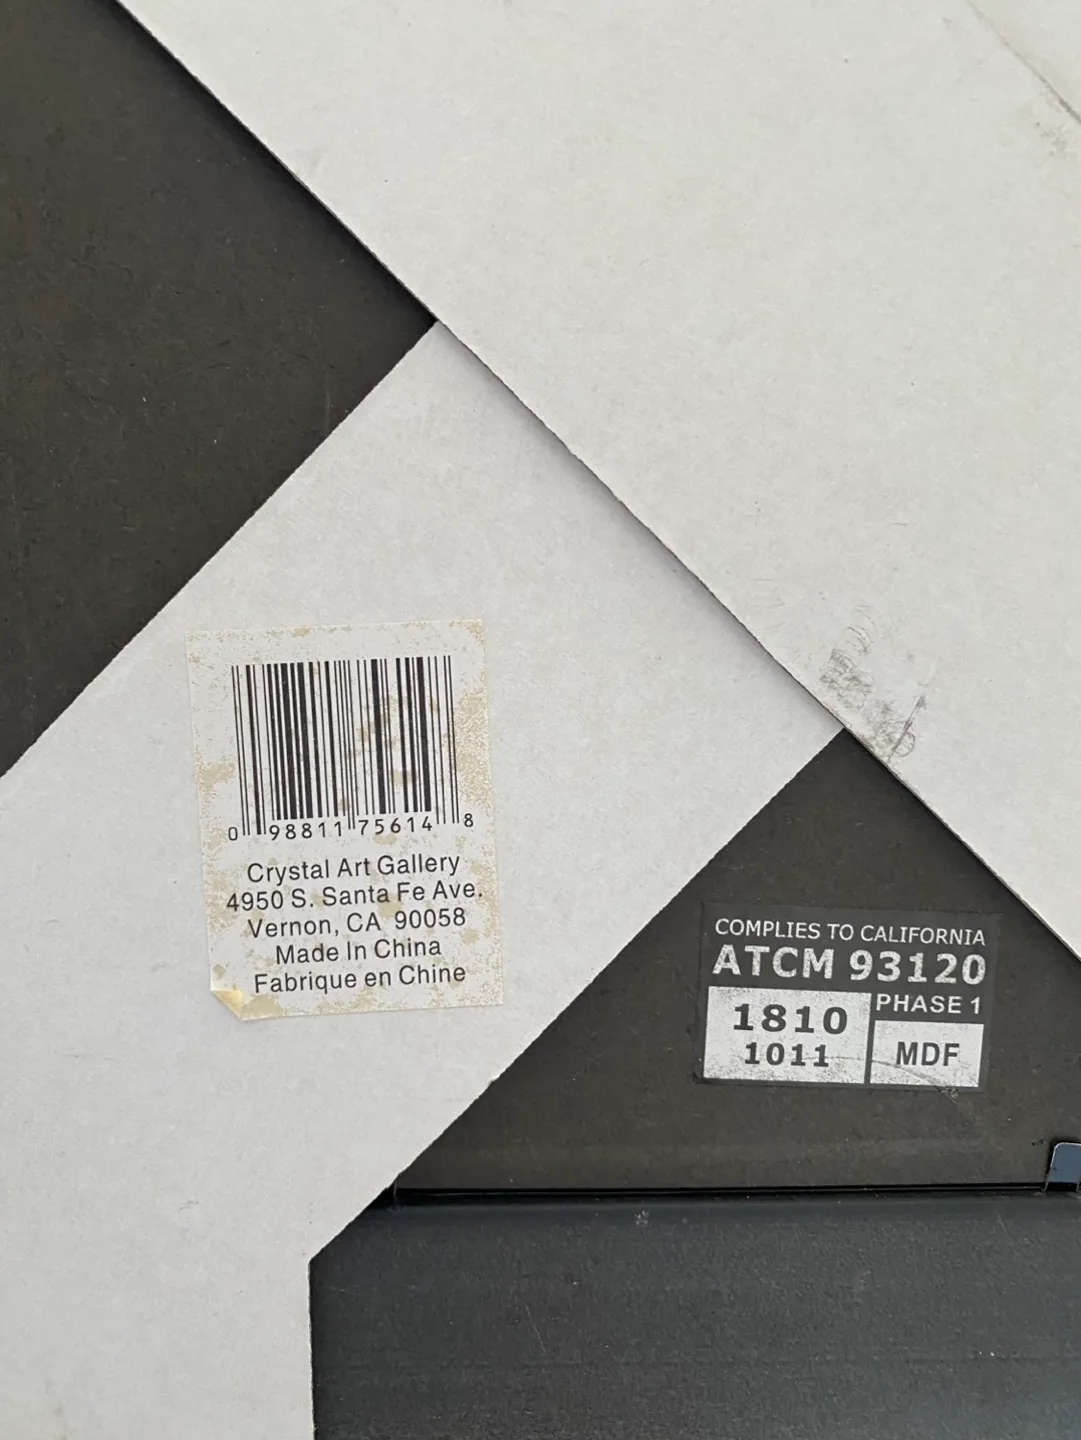 0 98811 75614 8
Crystal Art Gallery
4950 S. Santa Fe Ave.
Vernon, CA 90058
Made In China
Fabrique en Chine
COMPLIES TO CALIFORNIA
ATCM 93120
PHASE 1
1810
1011
MDF